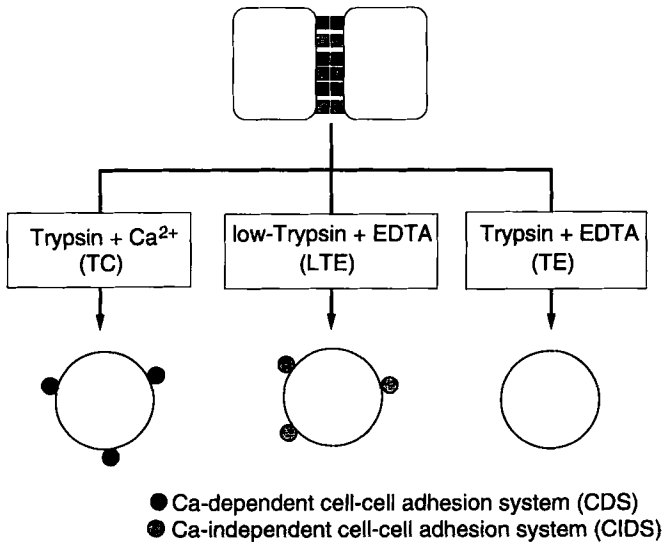 Trypsin + Ca²⁺
(TC)
low-Trypsin + EDTA
(LTE)
Trypsin + EDTA
(TE)
Ca-dependent cell-cell adhesion system (CDS)
Ca-independent cell-cell adhesion system (CIDS)